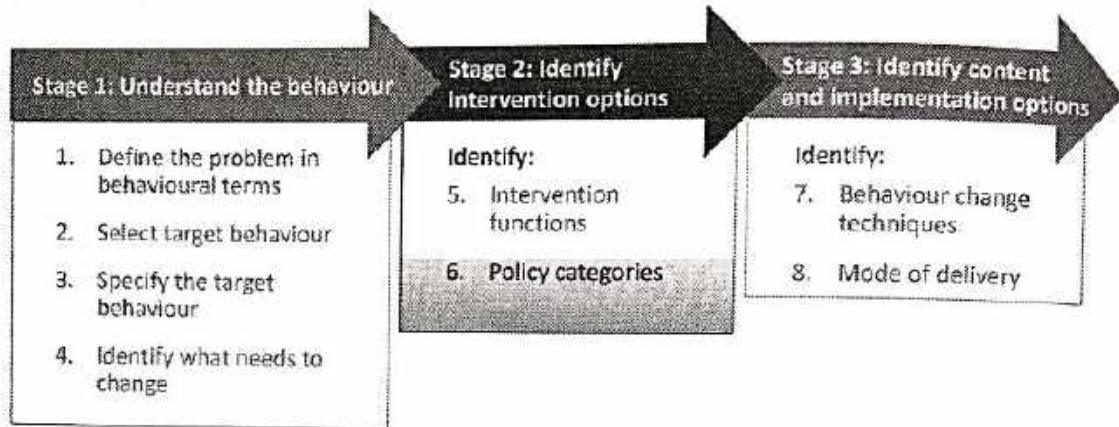 Stage 1: Understand the behaviour
1. Define the problem in
behavioural terms
2. Select target behaviour
3. Specify the target
behaviour
4. Identify what needs to
change
Stage 2: Identify
Intervention options
Identify:
5. Intervention
functions
6. Policy categories
Stage 3: Identify content
and implementation options
Identify:
7. Behaviour change
techniques
8. Mode of delivery